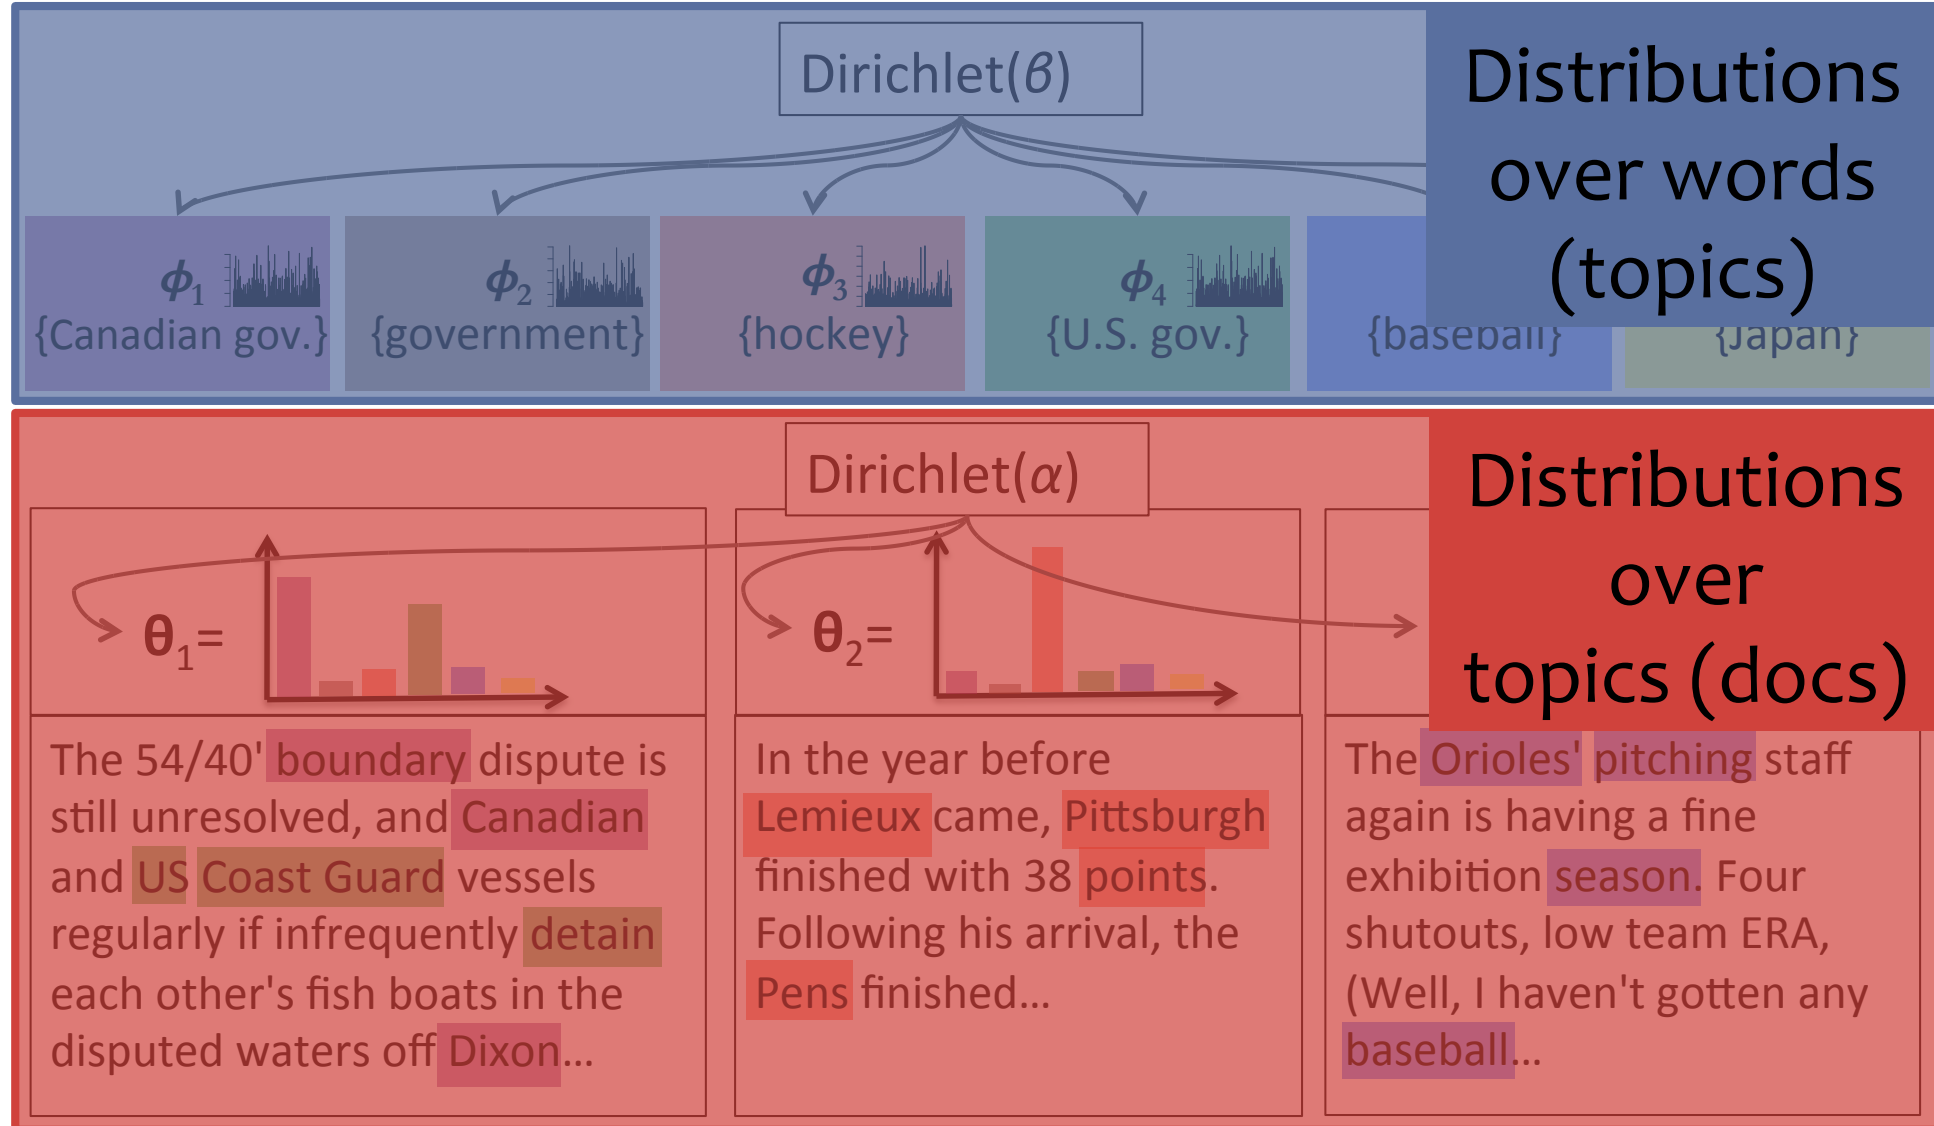 Dirichlet(β)
Distributions
over words
(topics)
ϕ1
ϕ2
ϕ3
ϕ4
{Canadian gov.}
{government}
{hockey}
{U.S. gov.}
{baseball}
{Japan}
Dirichlet(α)
Distributions
over
topics (docs)
θ1=
θ2=
The 54/40' boundary dispute is
still unresolved, and Canadian
and US Coast Guard vessels
regularly if infrequently detain
each other's fish boats in the
disputed waters off Dixon…
In the year before
Lemieux came, Pittsburgh
finished with 38 points.
Following his arrival, the
Pens finished…
The Orioles' pitching staff
again is having a fine
exhibition season. Four
shutouts, low team ERA,
(Well, I haven't gotten any
baseball…